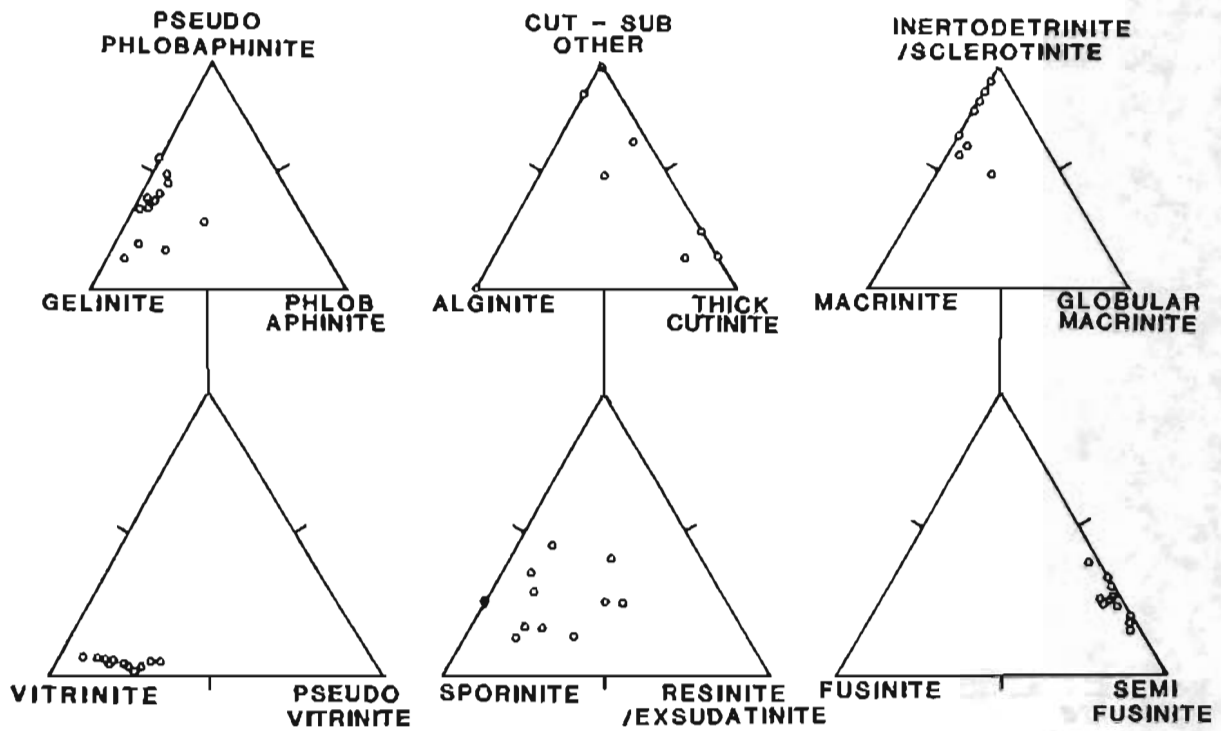 PSEUDO
PHLOBAPHINITE
CUT - SUB
OTHER
INERTODETRINITE
/SCLEROTINITE
GELINITE
PHLOB
APHINITE
ALGINITE
THICK
CUTINITE
MACRINITE
GLOBULAR
MACRINITE
VITRINITE
PSEUDO
VITRINITE
SPORINITE
RESINITE
/EXSUDATINITE
FUSINITE
SEMI
FUSINITE